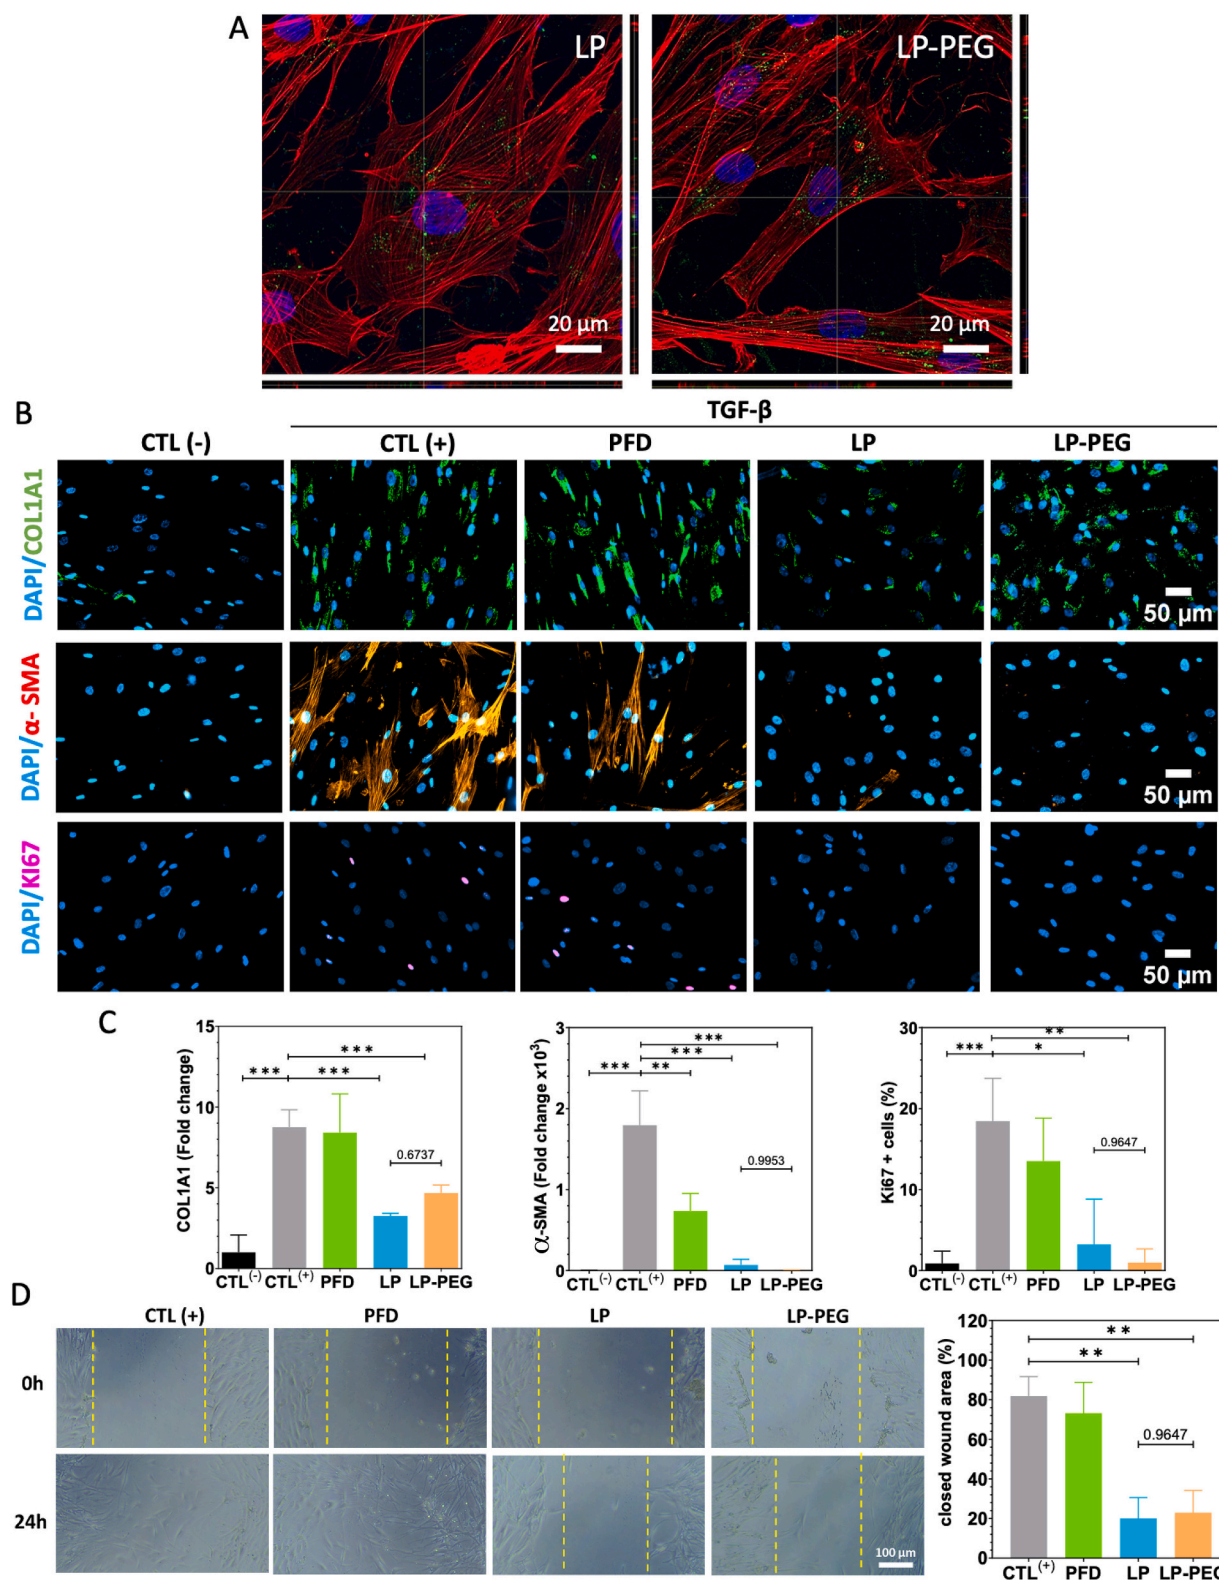 A
LP
LP-PEG
20 µm
20 µm
B
TGF-β
CTL (-)
CTL (+)
PFD
LP
LP-PEG
DAPI/COL1A1
50 µm
DAPI/α- SMA
50 µm
DAPI/KI67
50 µm
C
COL1A1 (Fold change)
15
10
5
0
***
***
***
0.6737
CTL(-)
CTL(+)
PFD
LP
LP-PEG
α-SMA (Fold change x10³)
3
2
1
0
***
***
***
**
0.9953
CTL(-)
CTL(+)
PFD
LP
LP-PEG
Ki67 + cells (%)
30
20
10
0
**
***
*
0.9647
CTL(-)
CTL(+)
PFD
LP
LP-PEG
D
CTL (+)
PFD
LP
LP-PEG
0h
24h
100 µm
closed wound area (%)
120
100
80
60
40
20
0
**
**
0.9647
CTL(+)
PFD
LP
LP-PEG